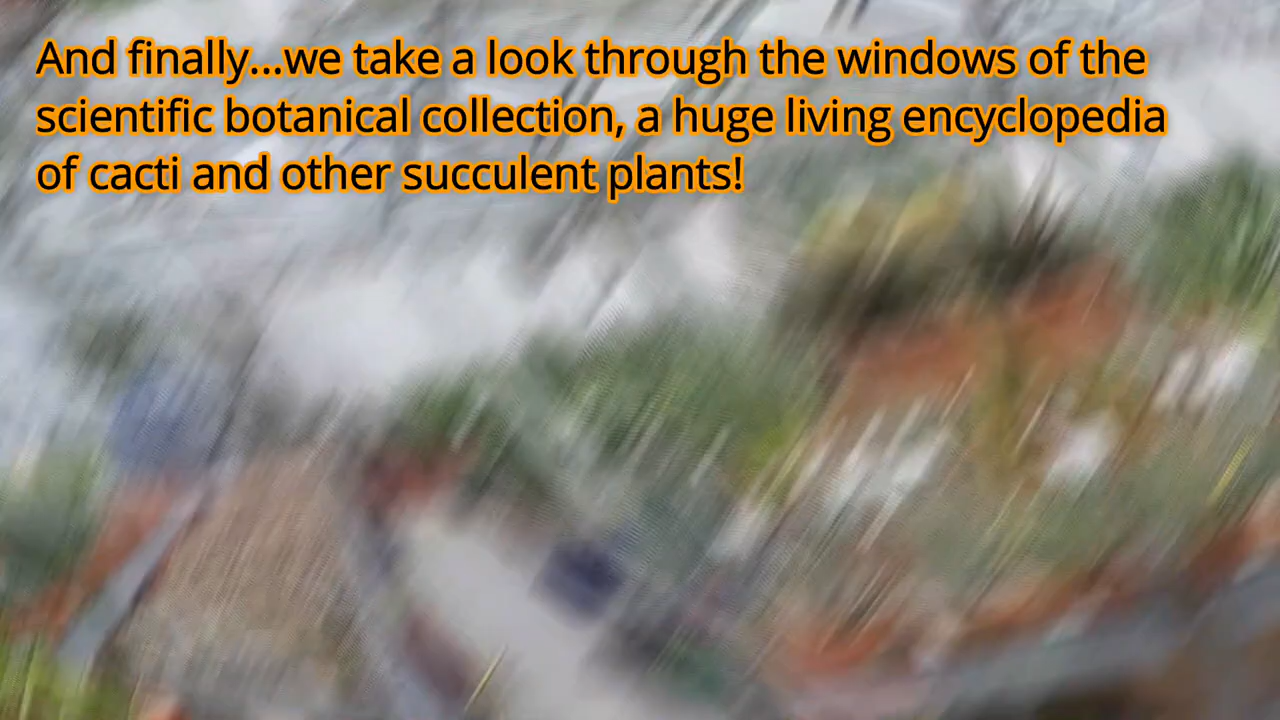 And finally...we take a look through the windows of the
scientific botanical collection, a huge living encyclopedia
of cacti and other succulent plants!